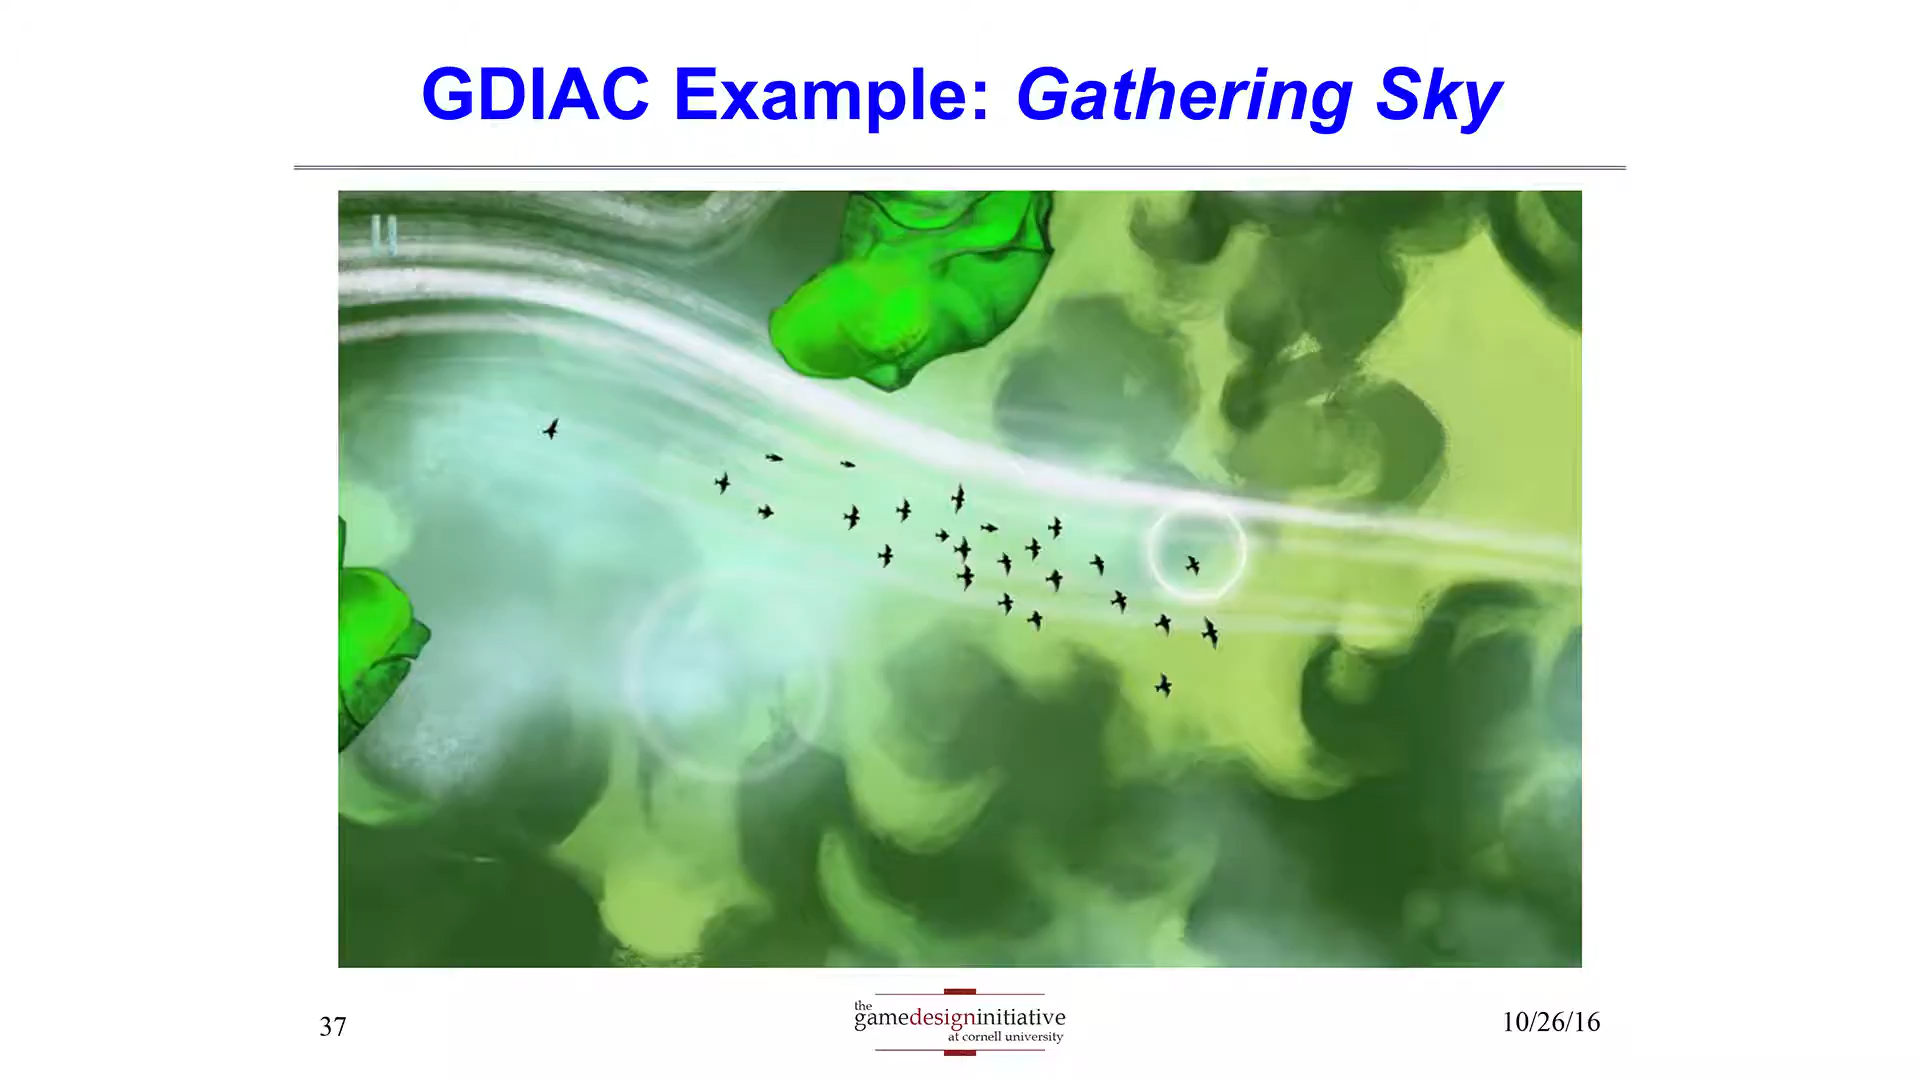 GDIAC Example: Gathering Sky
37
the
gamedesigninitiative
at cornell university
10/26/16